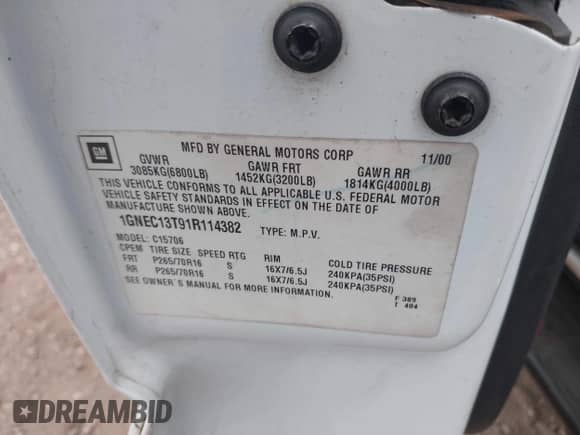 GM
MFD BY GENERAL MOTORS CORP 11/00
GVWR GAWR FRT GAWR RR
3085KG(6800LB) 1452KG(3200LB) 1814KG(4000LB)
THIS VEHICLE CONFORMS TO ALL APPLICABLE U.S. FEDERAL MOTOR
VEHICLE SAFETY STANDARDS IN EFFECT ON THE DATE OF
MANUFACTURE SHOWN ABOVE.
1GNEC13T91R114382 TYPE: M.P.V.
MODEL: C15706
CPEM TIRE SIZE SPEED RTG RIM COLD TIRE PRESSURE
FRT P265/70R16 S 16X7/6.5J 240KPA(35PSI)
RR P265/70R16 S 16X7/6.5J 240KPA(35PSI)
SEE OWNER'S MANUAL FOR MORE INFORMATION.
F 389
T 404
DREAMBID